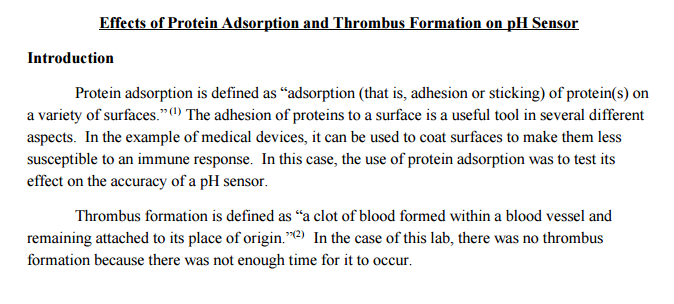 Effects of Protein Adsorption and Thrombus Formation on pH Sensor
Introduction
Protein adsorption is defined as “adsorption (that is, adhesion or sticking) of protein(s) on
a variety of surfaces.” (1) The adhesion of proteins to a surface is a useful tool in several different
aspects. In the example of medical devices, it can be used to coat surfaces to make them less
susceptible to an immune response. In this case, the use of protein adsorption was to test its
effect on the accuracy of a pH sensor.
Thrombus formation is defined as “a clot of blood formed within a blood vessel and
remaining attached to its place of origin.”(2) In the case of this lab, there was no thrombus
formation because there was not enough time for it to occur.